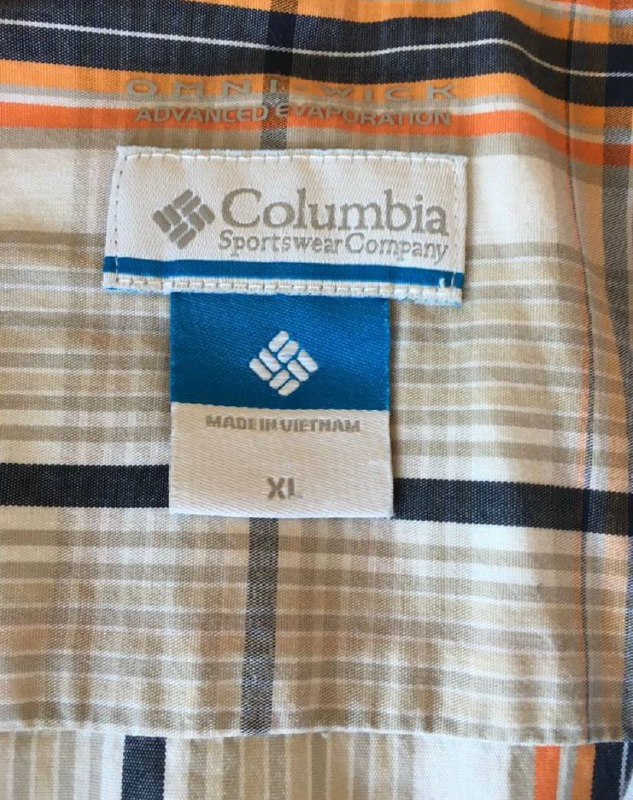 OMNI-WICK
ADVANCED EVAPORATION
Columbia
Sportswear Company
MADE IN VIETNAM
XL